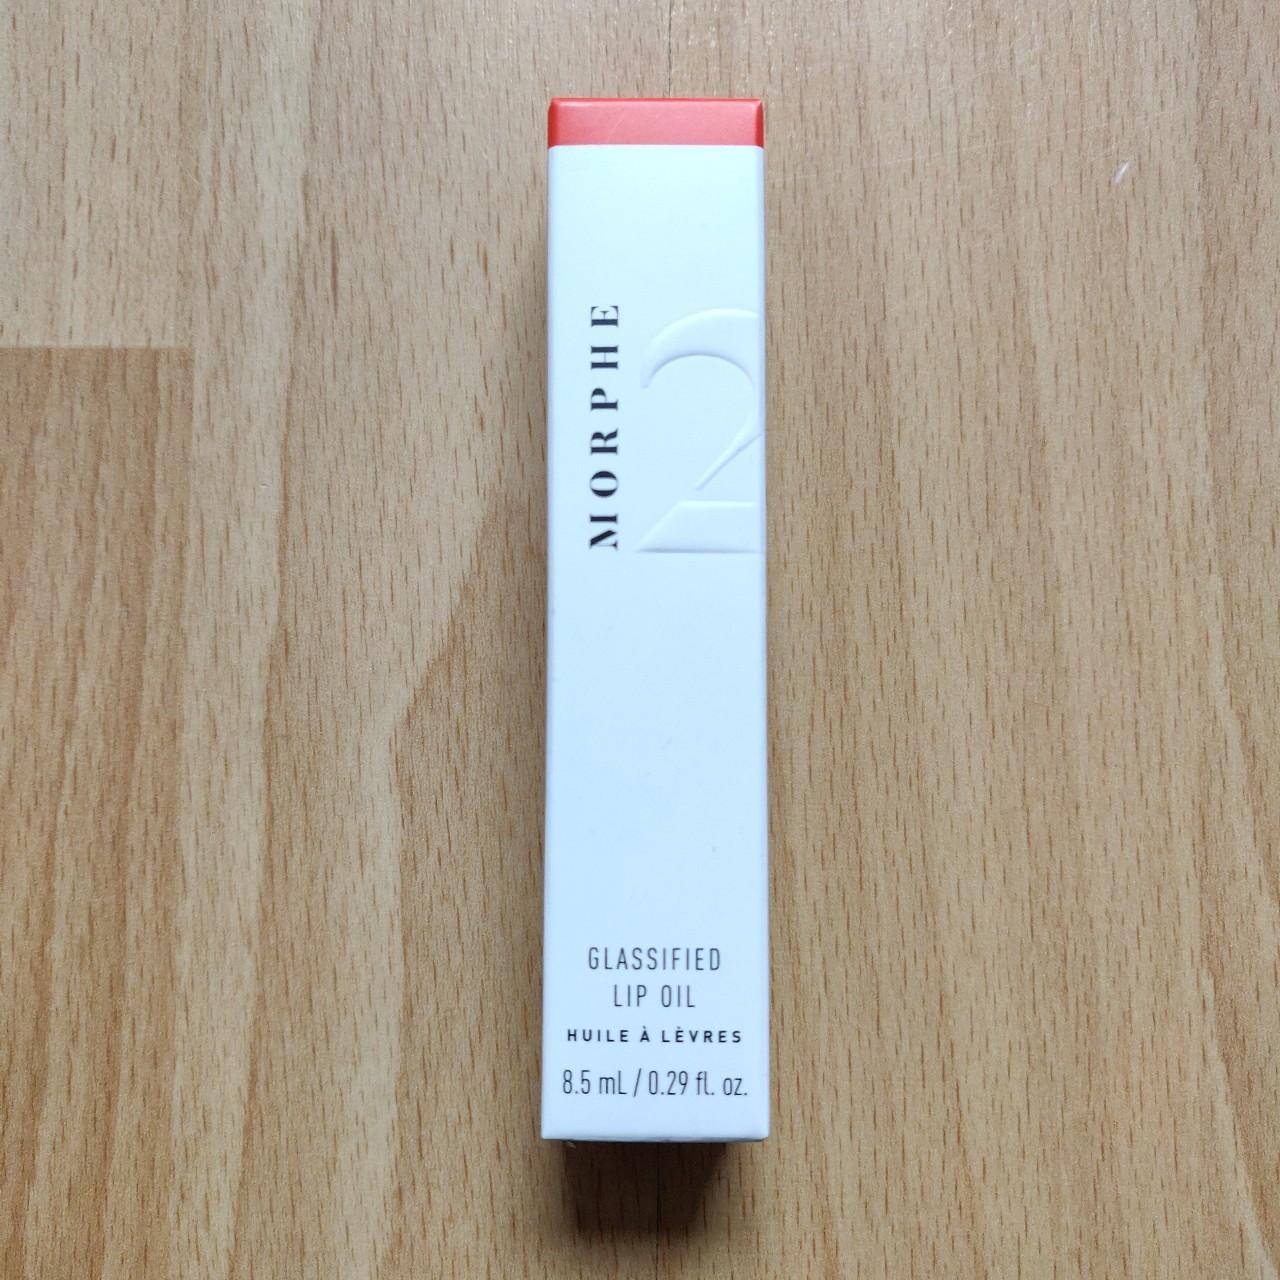 MORPHE
2
GLASSIFIED
LIP OIL
HUILE À LÈVRES
8.5 mL / 0.29 fl. oz.